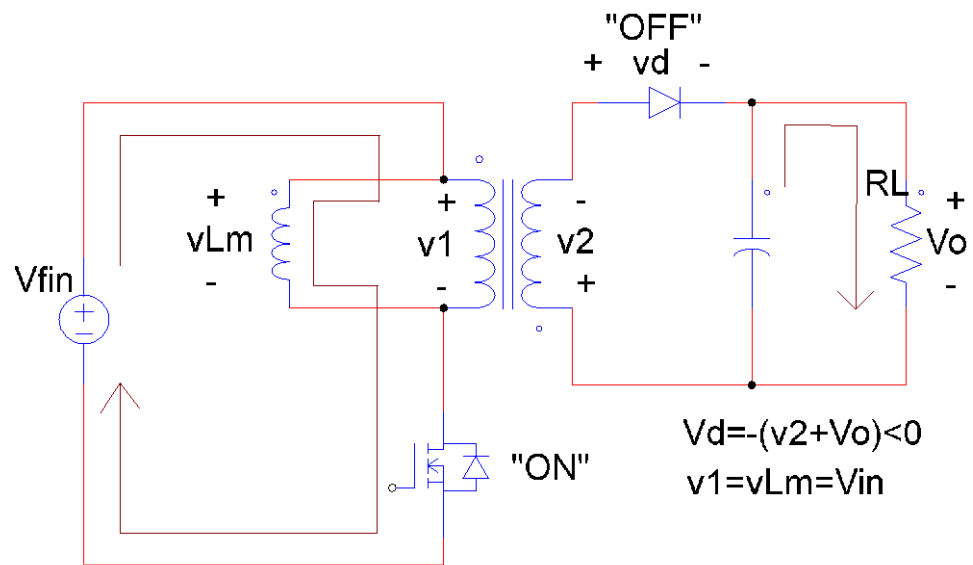 "OFF"
+ vd -
+ vLm -
+ v1 -
- v2 +
RL
+ Vo -
Vfin
+ -
"ON"
Vd=-(v2+Vo)<0
v1=vLm=Vin